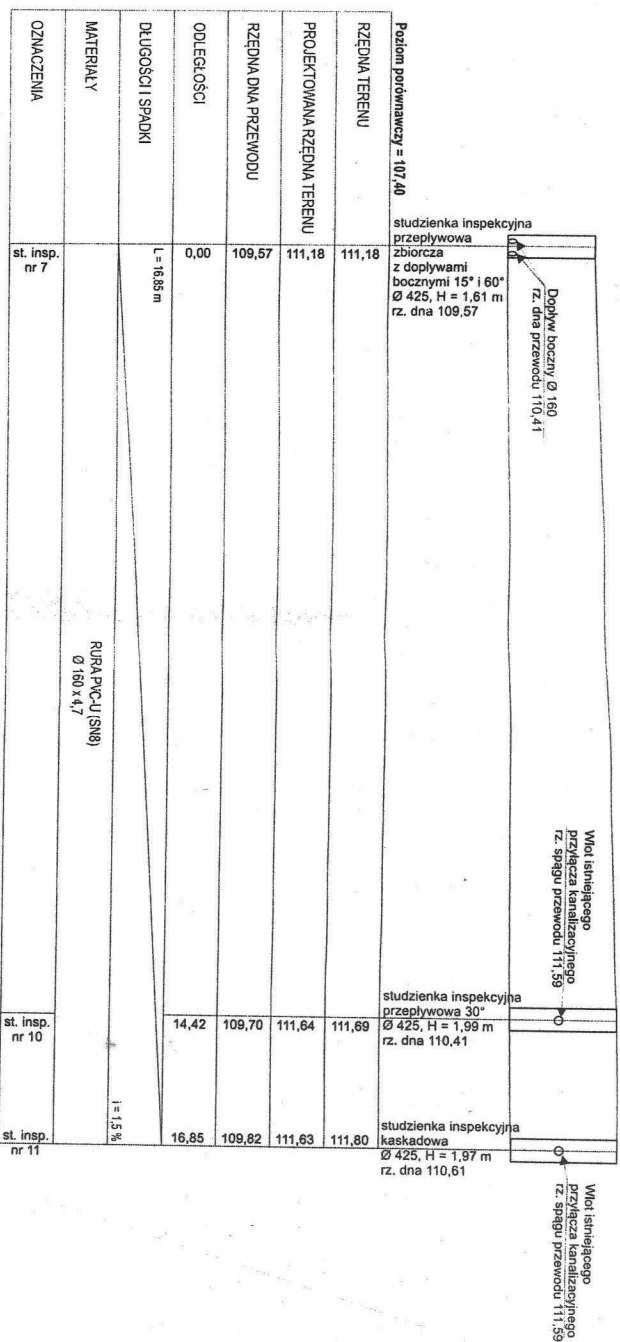 Poziom porównawczy = 107,40
RZĘDNA TERENU
PROJEKTOWANA RZĘDNA TERENU
RZĘDNA DNA PRZEWODU
ODLEGŁOŚCI
DŁUGOŚCI I SPADKI
MATERIAŁY
OZNACZENIA
studzienka inspekcyjna
przepływowa
zbiorcza
z dopływami
bocznymi 15° i 60°
Ø 425, H = 1,61 m
rz. dna 109,57
Dopływ boczny Ø 160
rz. dna przewodu 110,41
111,18
111,18
109,57
0,00
L = 16,85 m
st. insp.
nr 7
RURA PVC-U (SN8)
Ø 160 x 4,7
Wlot istniejącego
przyłącza kanalizacyjnego
rz. spągu przewodu 111,59
studzienka inspekcyjna
przepływowa 30°
Ø 425, H = 1,99 m
rz. dna 110,41
111,69
111,64
109,70
14,42
st. insp.
nr 10
Wlot istniejącego
przyłącza kanalizacyjnego
rz. spągu przewodu 111,59
studzienka inspekcyjna
kaskadowa
Ø 425, H = 1,97 m
rz. dna 110,61
111,80
111,63
109,82
16,85
i = 1,5 %
st. insp.
nr 11